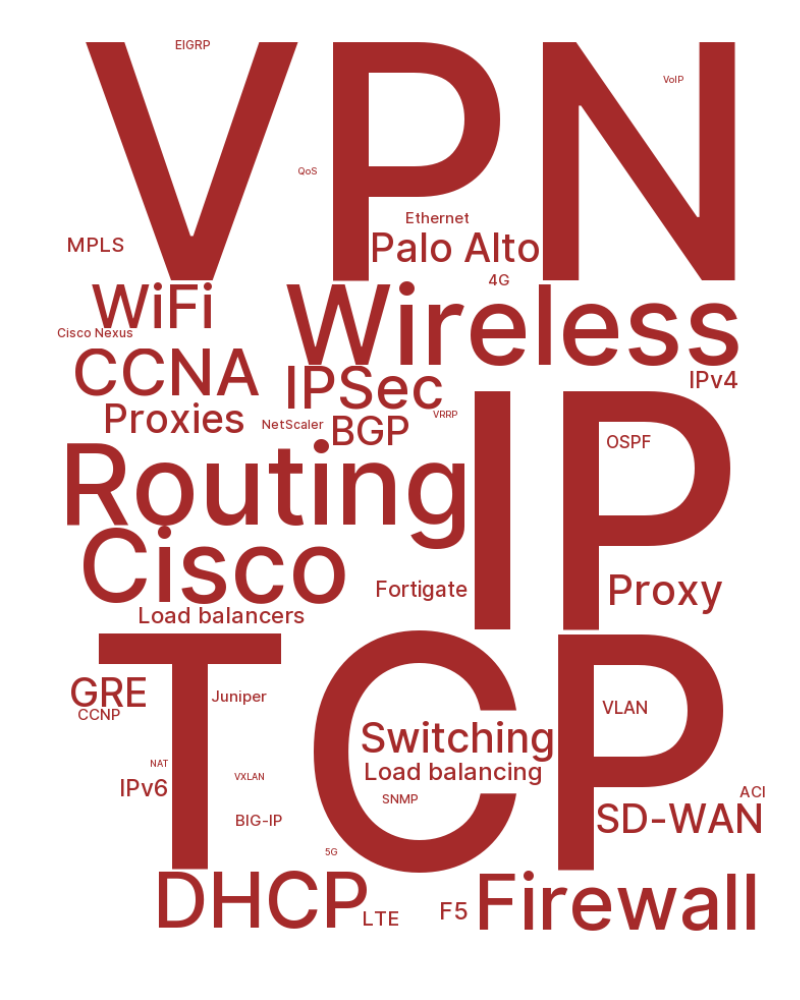 EIGRP
VPN
VoIP
QoS
Ethernet
MPLS
Palo Alto
4G
WiFi
Wireless
Cisco Nexus
CCNA
IPSec
IPv4
Proxies
NetScaler
BGP
VRRP
IP
OSPF
Routing
Cisco
Fortigate
Proxy
Load balancers
TCP
GRE
Juniper
CCNP
VLAN
Switching
NAT
Load balancing
VXLAN
IPv6
SNMP
ACI
BIG-IP
SD-WAN
5G
DHCP
LTE
F5
Firewall